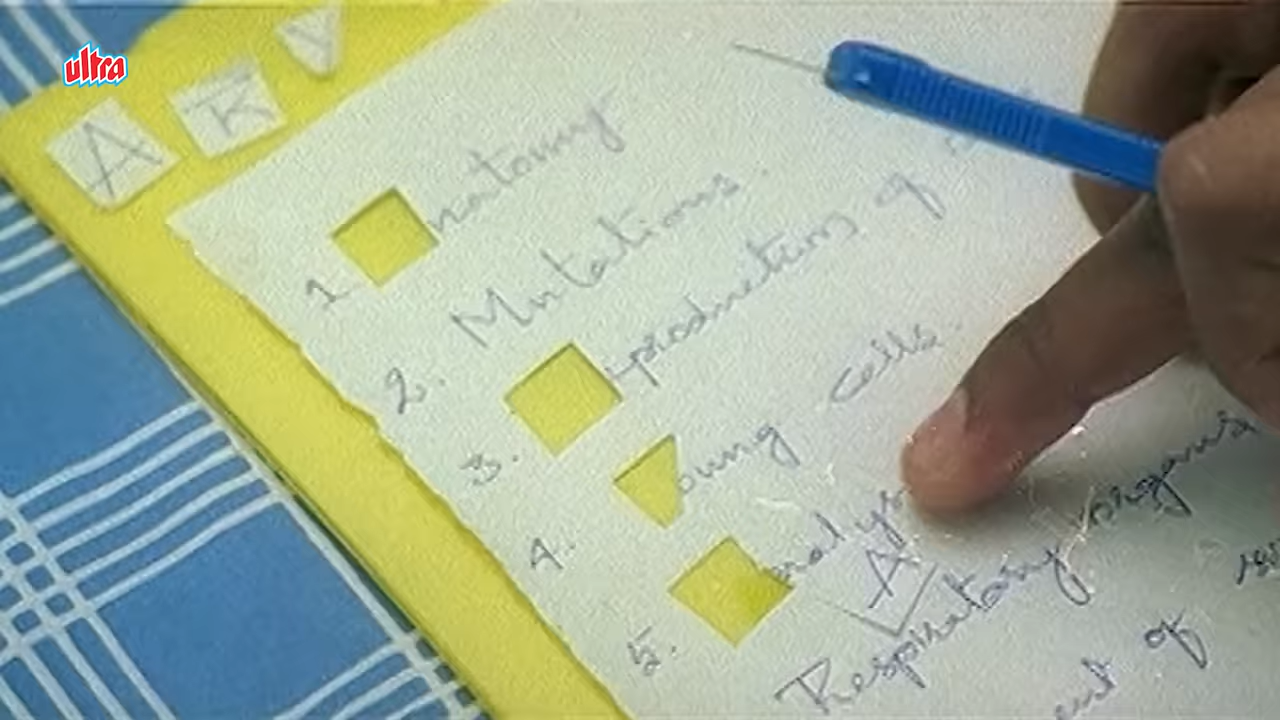 ultra
A R Y
1. natomy.
2. Mutations.
3. production of
4. oung cells.
5. nalys
A
Respiratory organs
of